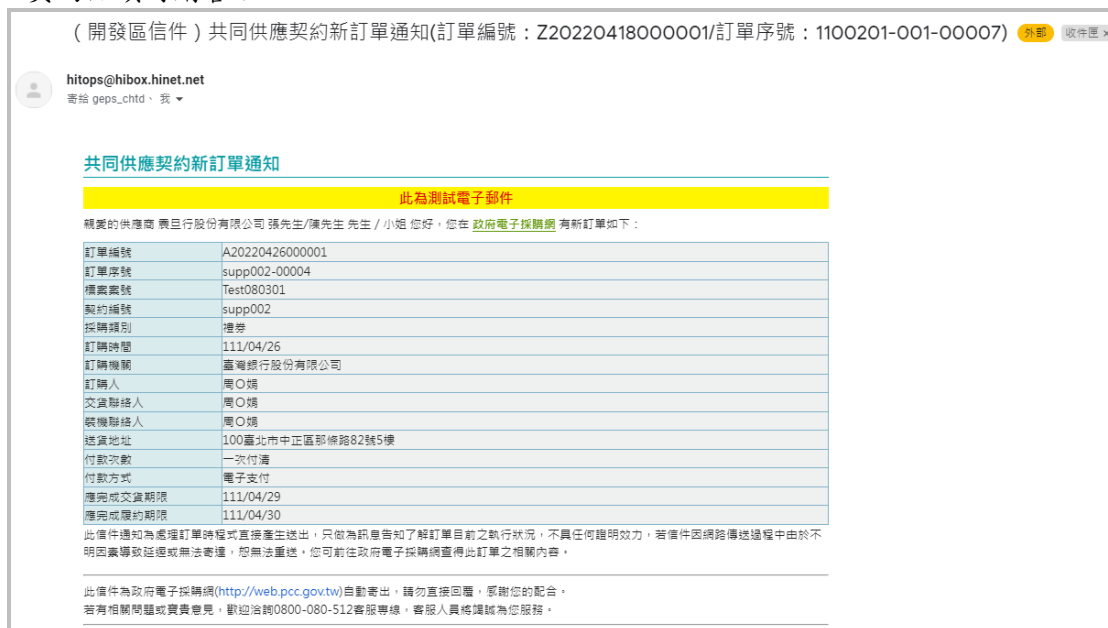 （開發區信件）共同供應契約新訂單通知(訂單編號：Z20220418000001/訂單序號：1100201-001-00007) 外部 收件匣 x
hitops@hibox.hinet.net
寄給 geps_chtd、 我
共同供應契約新訂單通知
此為測試電子郵件
親愛的供應商 震旦行股份有限公司 張先生/陳先生 先生 / 小姐 您好，您在 政府電子採購網 有新訂單如下：
訂單編號 A20220426000001
訂單序號 supp002-00004
標案案號 Test080301
契約編號 supp002
採購類別 禮券
訂購時間 111/04/26
訂購機關 臺灣銀行股份有限公司
訂購人 周〇娟
交貨聯絡人 周〇娟
裝機聯絡人 周〇娟
送貨地址 100臺北市中正區那條路82號5樓
付款次數 一次付清
付款方式 電子支付
應完成交貨期限 111/04/29
應完成履約期限 111/04/30
此信件通知為處理訂單時程式直接產生送出，只做為訊息告知了解訂單目前之執行狀況，不具任何證明效力，若信件因網路傳送過程中由於不
明因素導致延遲或無法寄達，恕無法重送。您可前往政府電子採購網查得此訂單之相關內容。
此信件為政府電子採購網(http://web.pcc.gov.tw)自動寄出，請勿直接回覆，感謝您的配合。
若有相關問題或寶貴意見，歡迎洽詢0800-080-512客服專線，客服人員將竭誠為您服務。